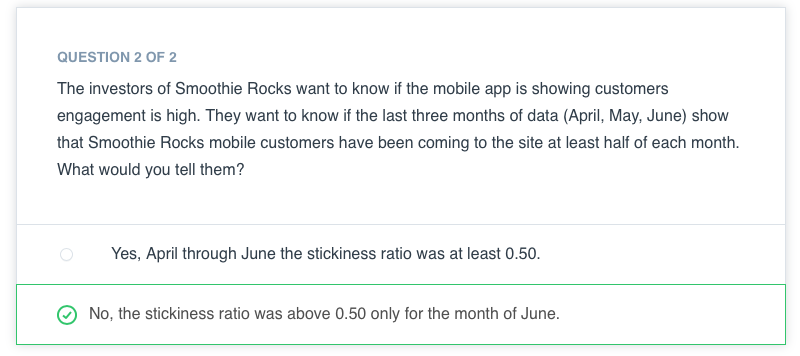 QUESTION 2 OF 2
The investors of Smoothie Rocks want to know if the mobile app is showing customers
engagement is high. They want to know if the last three months of data (April, May, June) show
that Smoothie Rocks mobile customers have been coming to the site at least half of each month.
What would you tell them?
Yes, April through June the stickiness ratio was at least 0.50.
No, the stickiness ratio was above 0.50 only for the month of June.